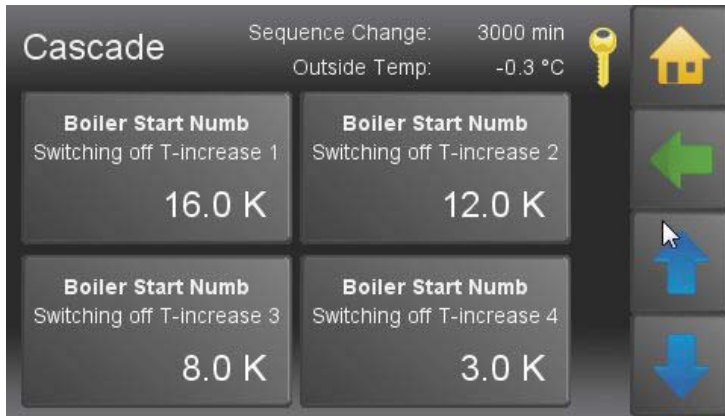 Cascade
Sequence Change: 3000 min
Outside Temp: -0.3 °C
Boiler Start Numb
Switching off T-increase 1
16.0 K
Boiler Start Numb
Switching off T-increase 2
12.0 K
Boiler Start Numb
Switching off T-increase 3
8.0 K
Boiler Start Numb
Switching off T-increase 4
3.0 K